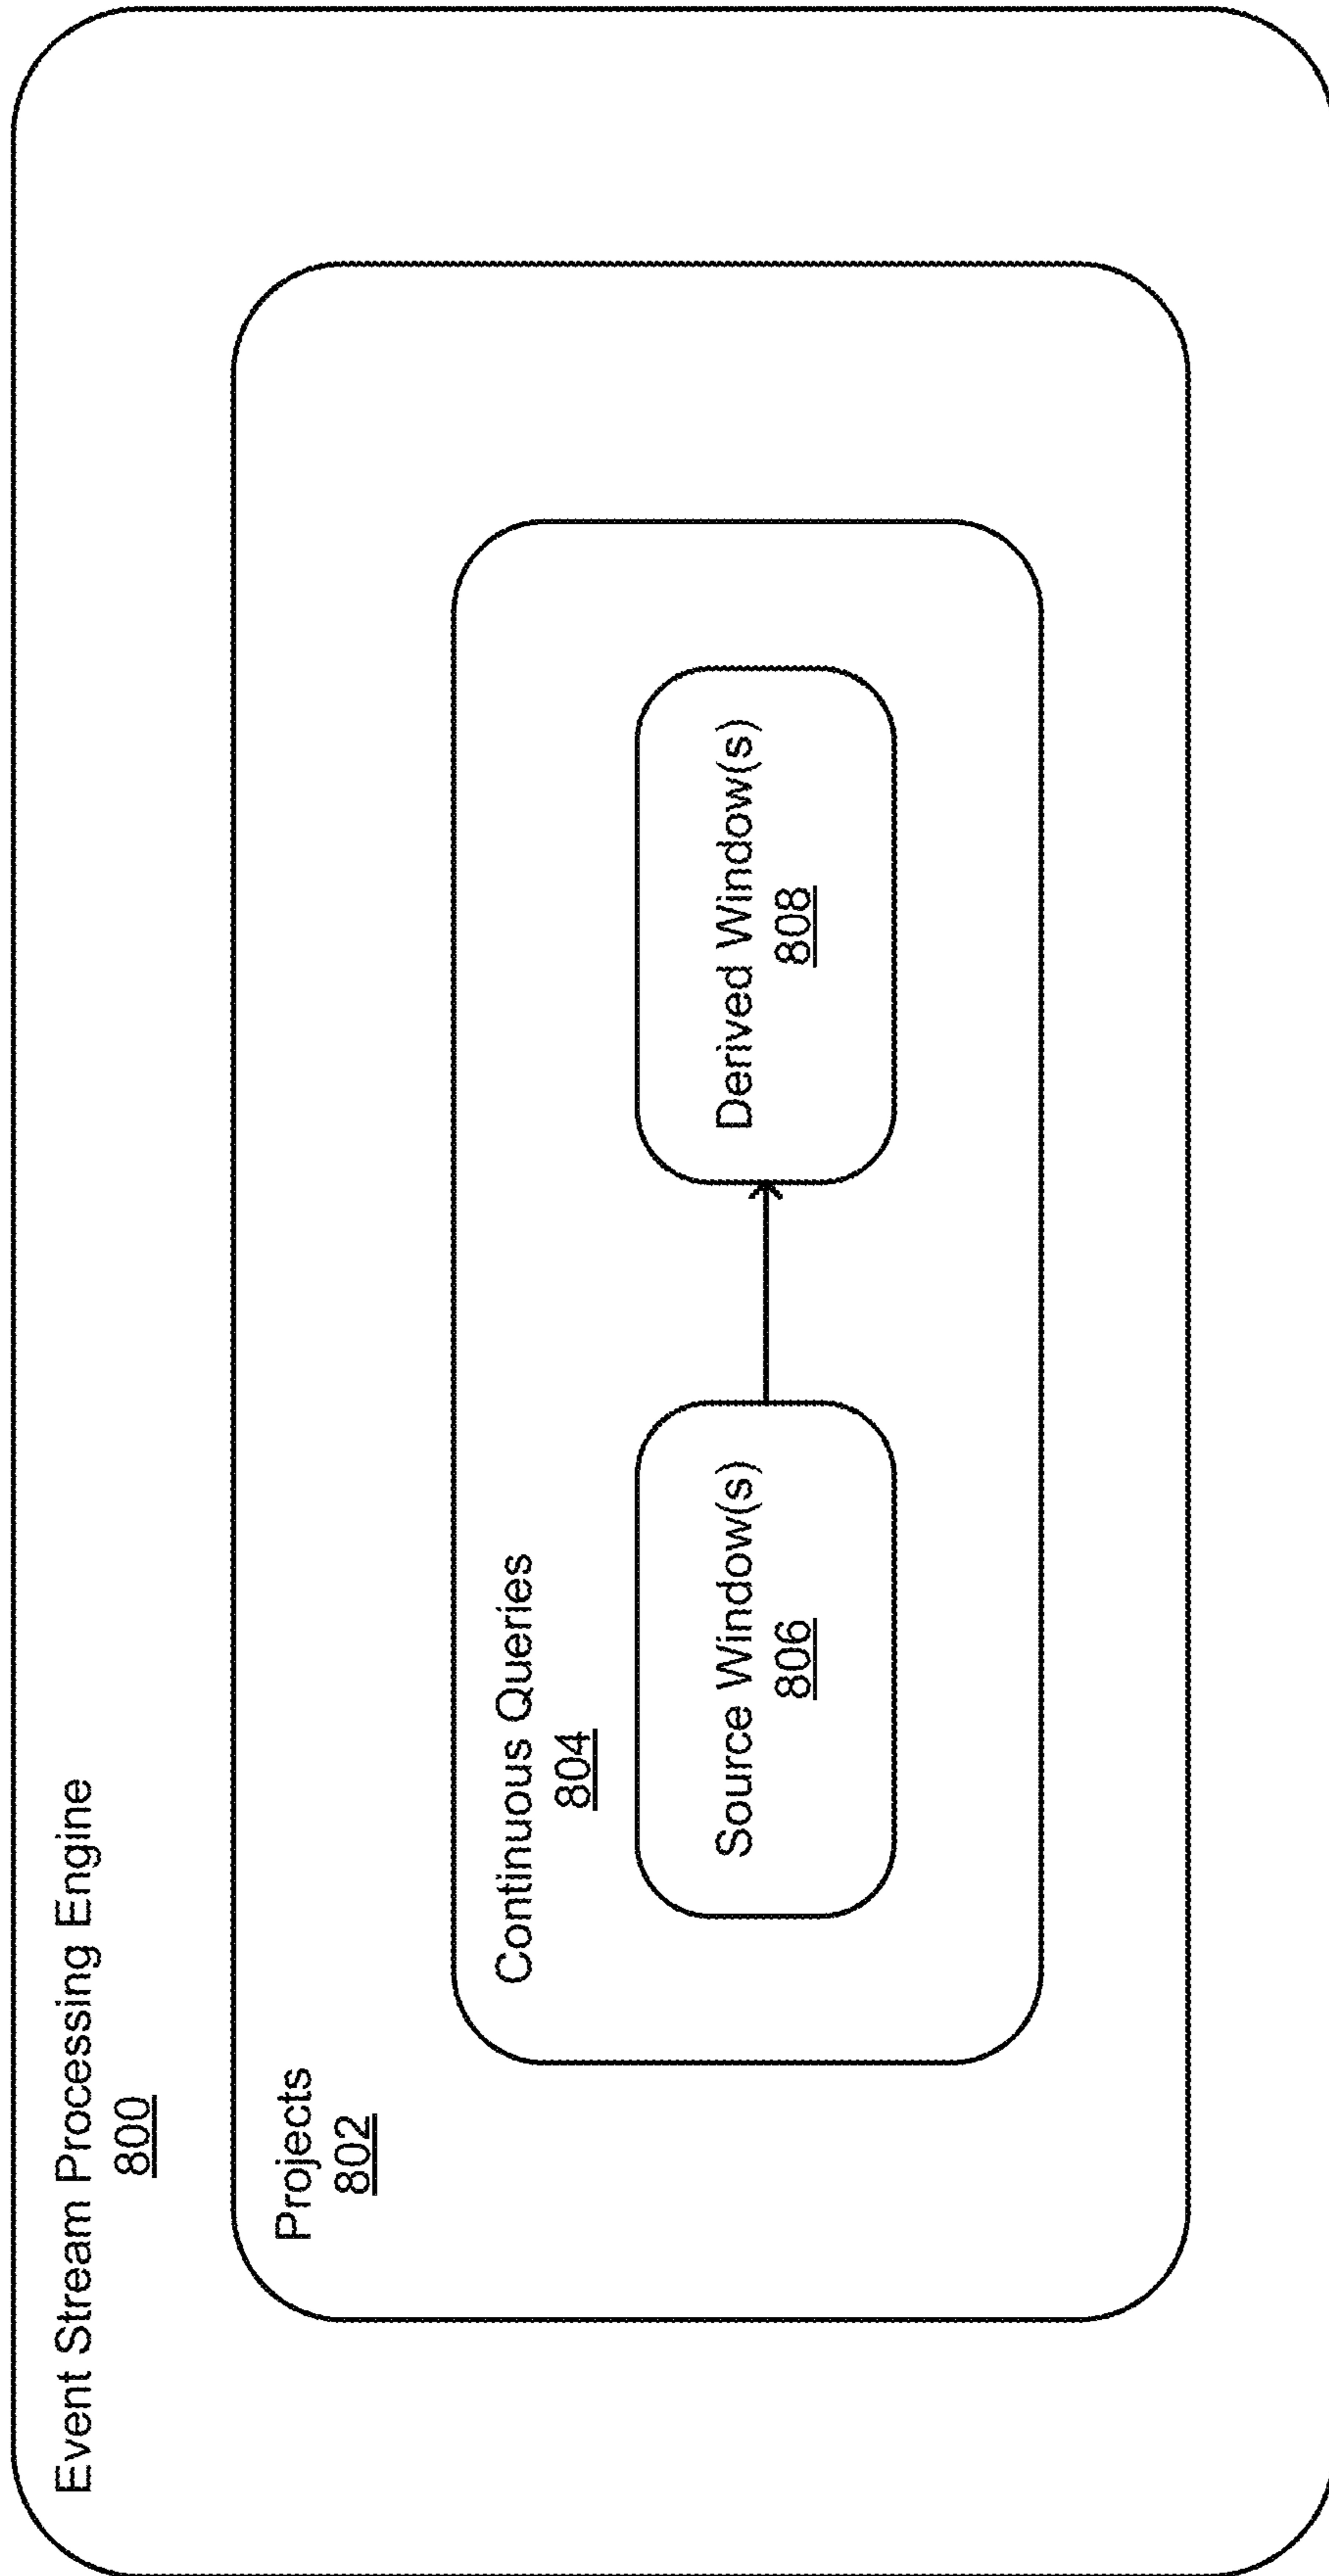 Event Stream Processing Engine
800
Projects
802
Continuous Queries
804
Source Window(s)
806
Derived Window(s)
808